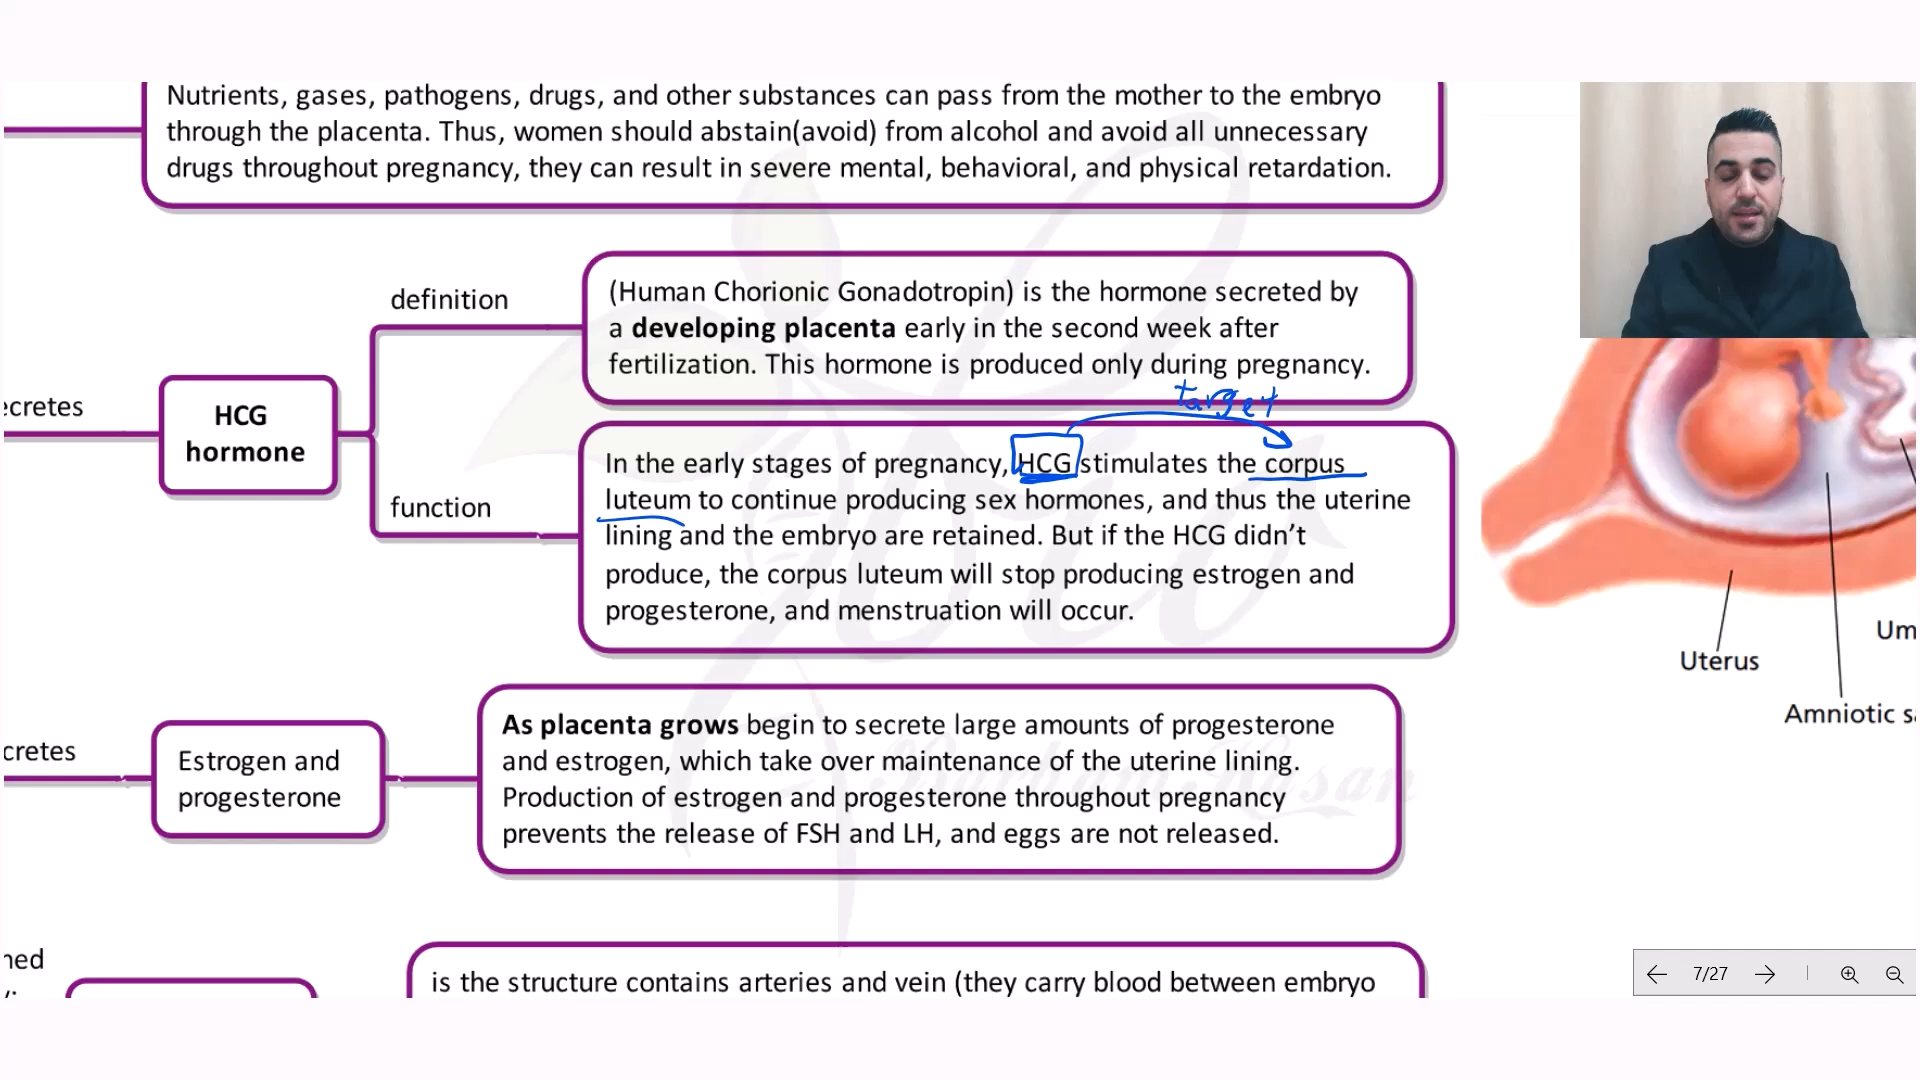 Nutrients, gases, pathogens, drugs, and other substances can pass from the mother to the embryo
through the placenta. Thus, women should abstain(avoid) from alcohol and avoid all unnecessary
drugs throughout pregnancy, they can result in severe mental, behavioral, and physical retardation.
definition
(Human Chorionic Gonadotropin) is the hormone secreted by
a developing placenta early in the second week after
fertilization. This hormone is produced only during pregnancy.
target
ecretes
HCG
hormone
In the early stages of pregnancy, HCG stimulates the corpus
luteum to continue producing sex hormones, and thus the uterine
lining and the embryo are retained. But if the HCG didn’t
produce, the corpus luteum will stop producing estrogen and
progesterone, and menstruation will occur.
function
Um
Uterus
Amniotic sa
cretes
Estrogen and
progesterone
As placenta grows begin to secrete large amounts of progesterone
and estrogen, which take over maintenance of the uterine lining.
Production of estrogen and progesterone throughout pregnancy
prevents the release of FSH and LH, and eggs are not released.
ned
is the structure contains arteries and vein (they carry blood between embryo
7/27